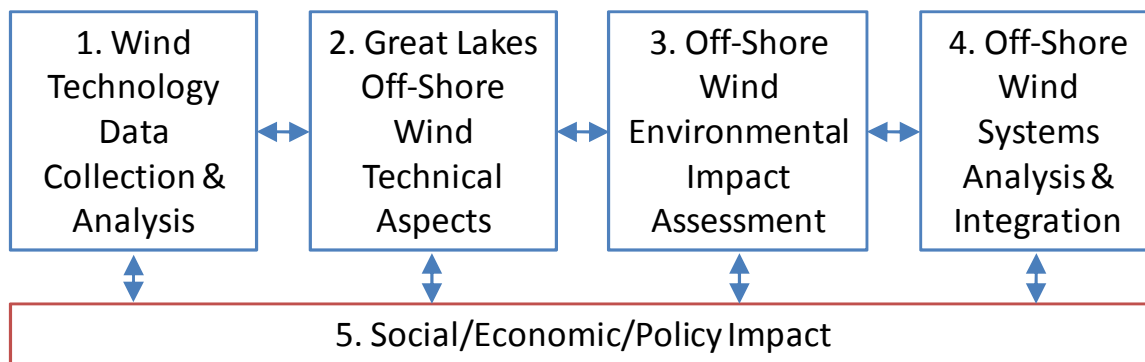 1. Wind
Technology
Data
Collection &
Analysis
2. Great Lakes
Off-Shore
Wind
Technical
Aspects
3. Off-Shore
Wind
Environmental
Impact
Assessment
4. Off-Shore
Wind
Systems
Analysis &
Integration
5. Social/Economic/Policy Impact